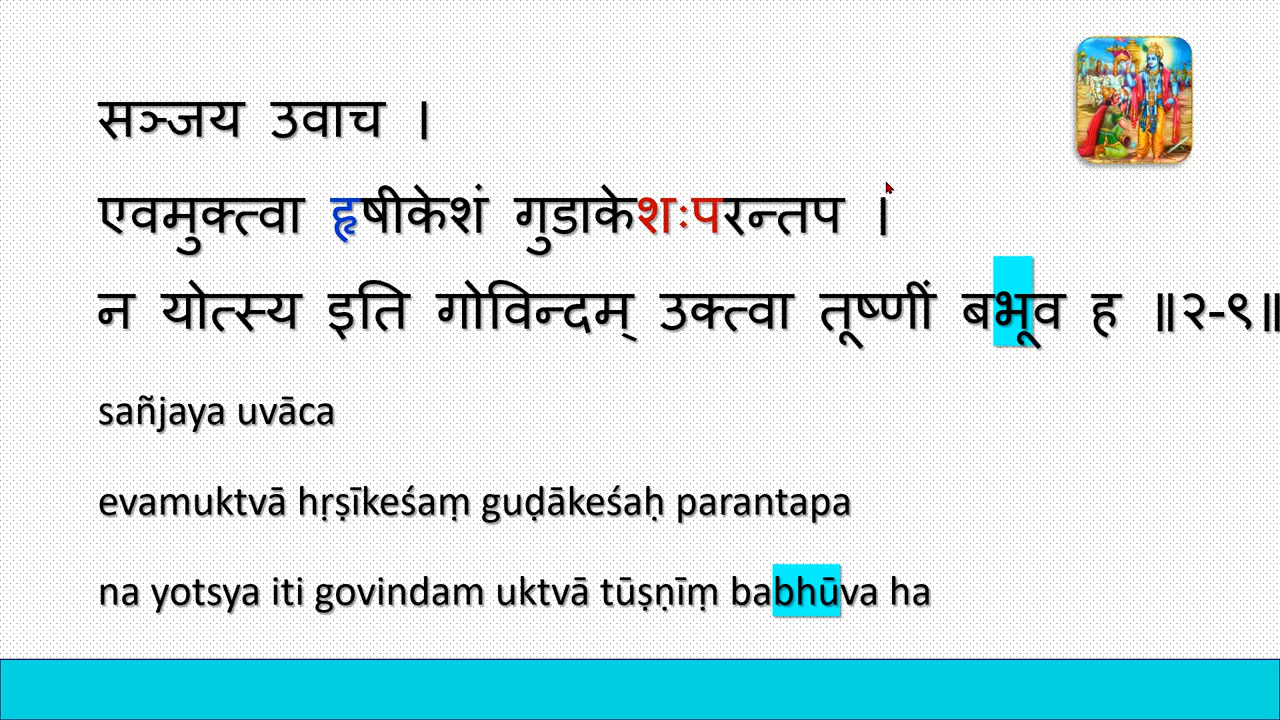 सञ्जय उवाच ।
एवमुक्त्वा हृषीकेशं गुडाकेशःपरन्तप ।
न योत्स्य इति गोविन्दम् उक्त्वा तूष्णीं बभूव ह ॥२-९॥
sañjaya uvāca
evamuktvā hṛṣīkeśaṃ guḍākeśaḥ parantapa
na yotsya iti govindam uktvā tūṣṇīṃ babhūva ha